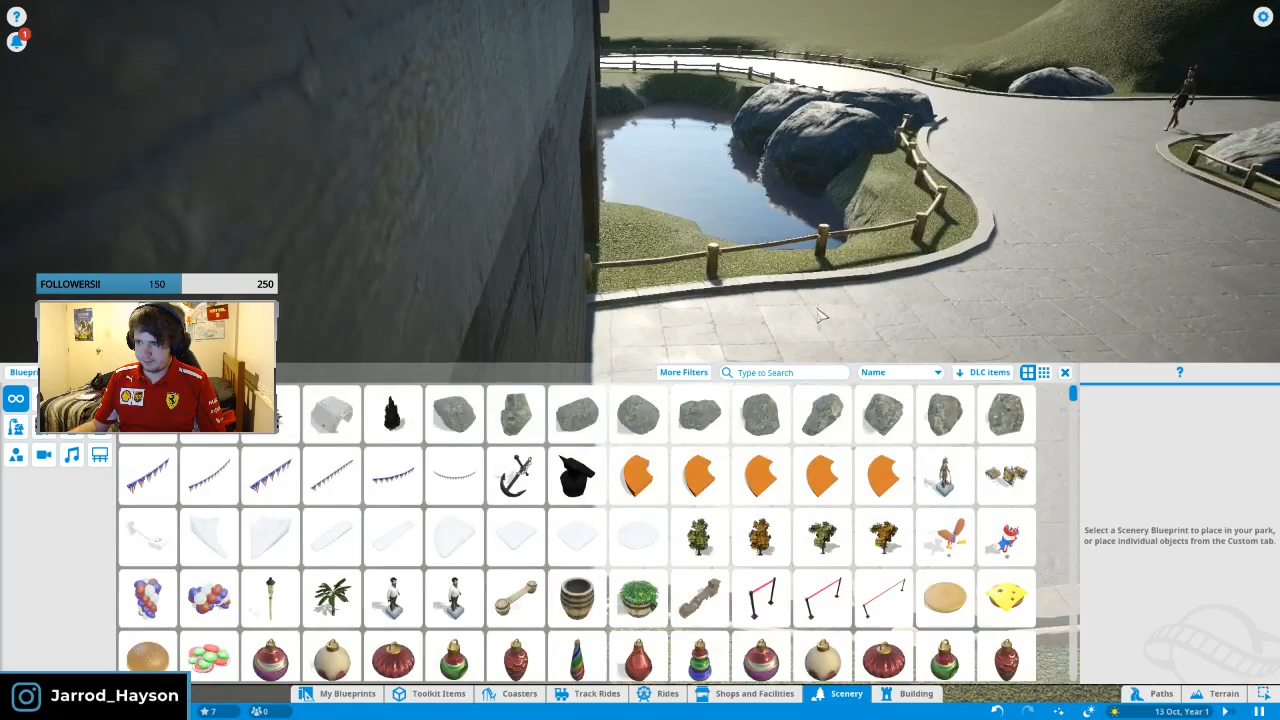 ?
1
FOLLOWERS!! 150 250
Bluepri
More Filters
Type to Search
Name
DLC items
?
Select a Scenery Blueprint to place in your park,
or place individual objects from the Custom tab.
Jarrod_Hayson
My Blueprints
Toolkit Items
Coasters
Track Rides
Rides
Shops and Facilities
Scenery
Building
Paths
Terrain
7
0
13 Oct, Year 1